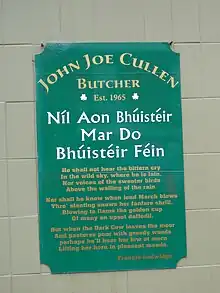 JOHN JOE CULLEN
BUTCHER
Est. 1965
Níl Aon Bhúistéir
Mar Do
Bhúistéir Féin
He shall not hear the bittern cry
In the wild sky, where he is lain,
Nor voices of the sweeter birds
Above the wailing of the rain
Nor shall he know when loud March blows
Thro' slanting snows her fanfare shrill,
Blowing to flame the golden cup
Of many an upset daffodil.
But when the Dark Cow leaves the moor
And pastures poor with greedy weeds
perhaps he'll hear her low at morn
Lifting her horn in pleasant meads.
Francis Ledwidge